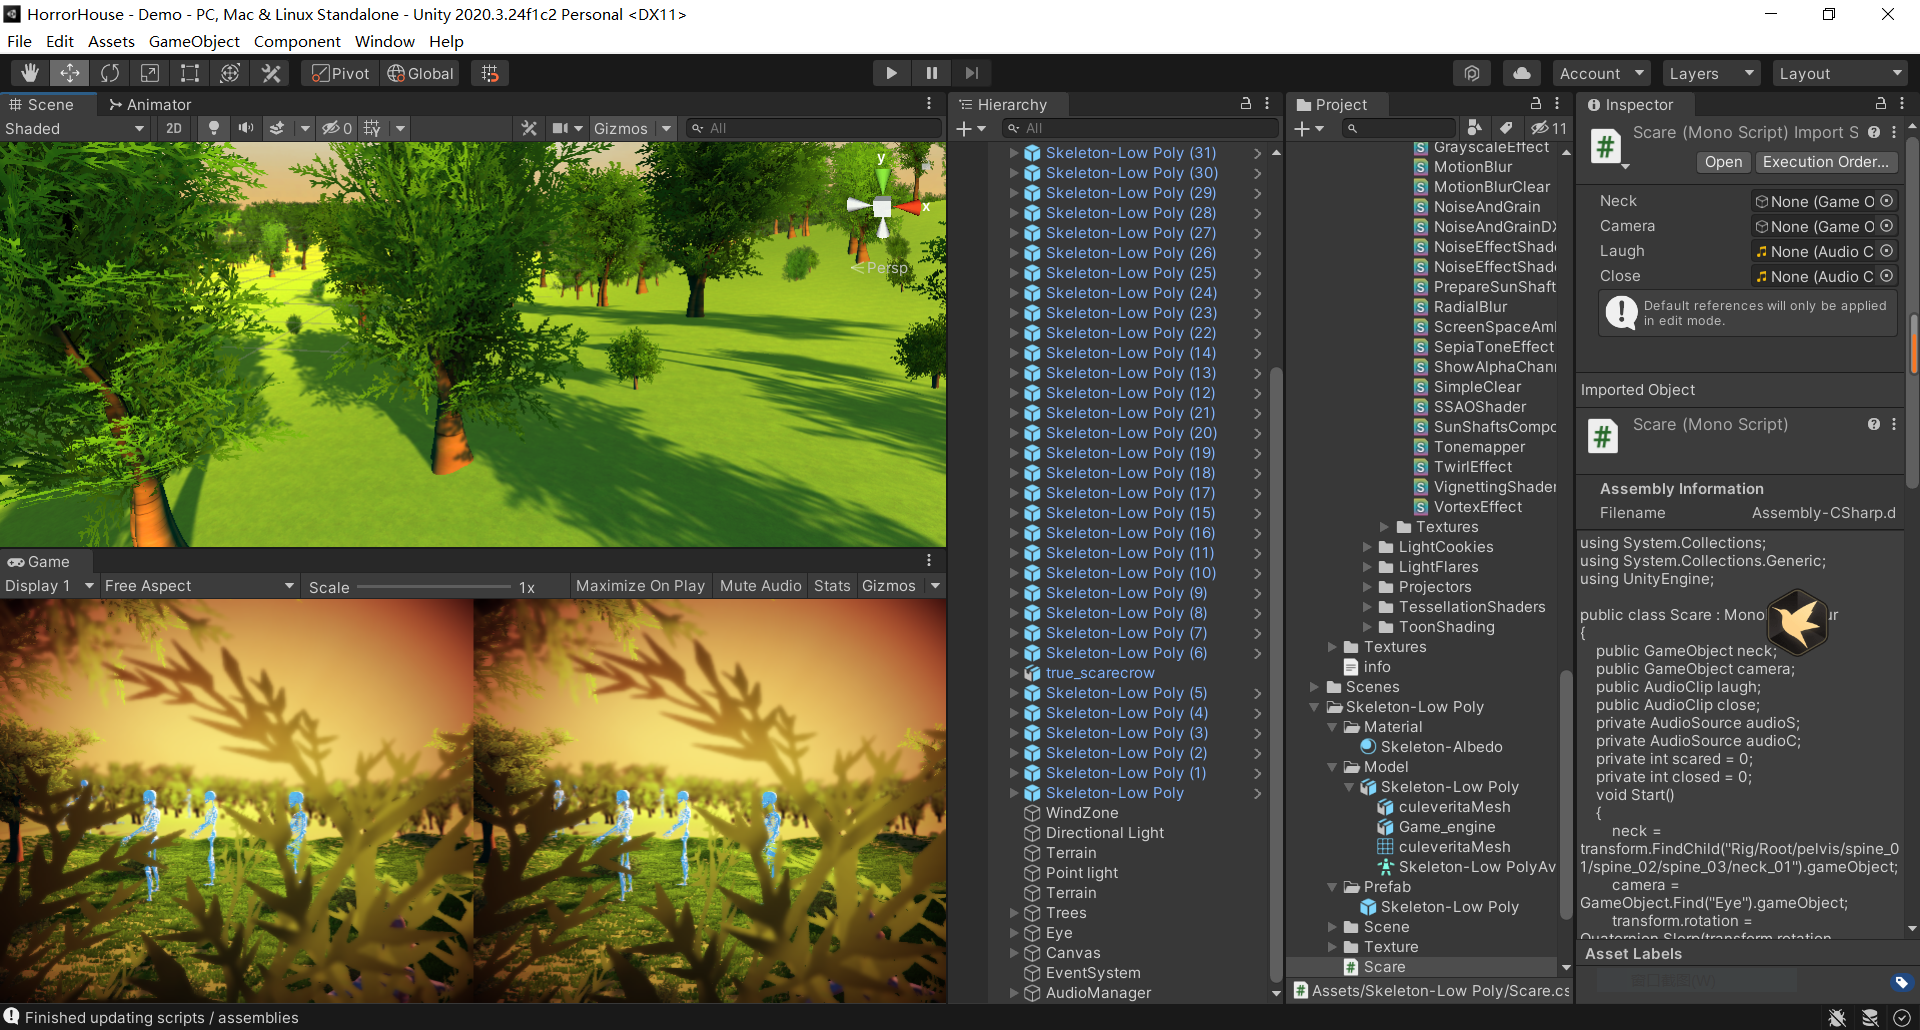 HorrorHouse - Demo - PC, Mac & Linux Standalone - Unity 2020.3.24f1c2 Personal <DX11>
File Edit Assets GameObject Component Window Help
Pivot Global Account Layers Layout
Scene Animator
Shaded 2D 0 Gizmos All
y
x
Persp
Game
Display 1 Free Aspect Scale 1x Maximize On Play Mute Audio Stats Gizmos
Hierarchy
All
Skeleton-Low Poly (31)
Skeleton-Low Poly (30)
Skeleton-Low Poly (29)
Skeleton-Low Poly (28)
Skeleton-Low Poly (27)
Skeleton-Low Poly (26)
Skeleton-Low Poly (25)
Skeleton-Low Poly (24)
Skeleton-Low Poly (23)
Skeleton-Low Poly (22)
Skeleton-Low Poly (14)
Skeleton-Low Poly (13)
Skeleton-Low Poly (12)
Skeleton-Low Poly (21)
Skeleton-Low Poly (20)
Skeleton-Low Poly (19)
Skeleton-Low Poly (18)
Skeleton-Low Poly (17)
Skeleton-Low Poly (15)
Skeleton-Low Poly (16)
Skeleton-Low Poly (11)
Skeleton-Low Poly (10)
Skeleton-Low Poly (9)
Skeleton-Low Poly (8)
Skeleton-Low Poly (7)
Skeleton-Low Poly (6)
true_scarecrow
Skeleton-Low Poly (5)
Skeleton-Low Poly (4)
Skeleton-Low Poly (3)
Skeleton-Low Poly (2)
Skeleton-Low Poly (1)
Skeleton-Low Poly
WindZone
Directional Light
Terrain
Point light
Terrain
Trees
Eye
Canvas
EventSystem
AudioManager
Project
11
GrayscaleEffect
MotionBlur
MotionBlurClear
NoiseAndGrain
NoiseAndGrainDX
NoiseEffectShade
NoiseEffectShade
PrepareSunShaft
RadialBlur
ScreenSpaceAml
SepiaToneEffect
ShowAlphaChann
SimpleClear
SSAOShader
SunShaftsCompo
Tonemapper
TwirlEffect
VignettingShader
VortexEffect
Textures
LightCookies
LightFlares
Projectors
TessellationShaders
ToonShading
Textures
info
Scenes
Skeleton-Low Poly
Material
Skeleton-Albedo
Model
Skeleton-Low Poly
culeveritaMesh
Game_engine
culeveritaMesh
Skeleton-Low PolyAv
Prefab
Skeleton-Low Poly
Scene
Texture
Scare
Assets/Skeleton-Low Poly/Scare.cs
Inspector
Scare (Mono Script) Import S
Open Execution Order...
Neck None (Game O
Camera None (Game O
Laugh None (Audio C
Close None (Audio C
Default references will only be applied
in edit mode.
Imported Object
Scare (Mono Script)
Assembly Information
Filename Assembly-CSharp.d
using System.Collections;
using System.Collections.Generic;
using UnityEngine;
public class Scare : Mono ur
{
public GameObject neck;
public GameObject camera;
public AudioClip laugh;
public AudioClip close;
private AudioSource audioS;
private AudioSource audioC;
private int scared = 0;
private int closed = 0;
void Start()
{
neck =
transform.FindChild("Rig/Root/pelvis/spine_0
1/spine_02/spine_03/neck_01").gameObject;
camera =
GameObject.Find("Eye").gameObject;
transform.rotation =
Quaternion.Slerp(transform.rotation,
Asset Labels
Finished updating scripts / assemblies